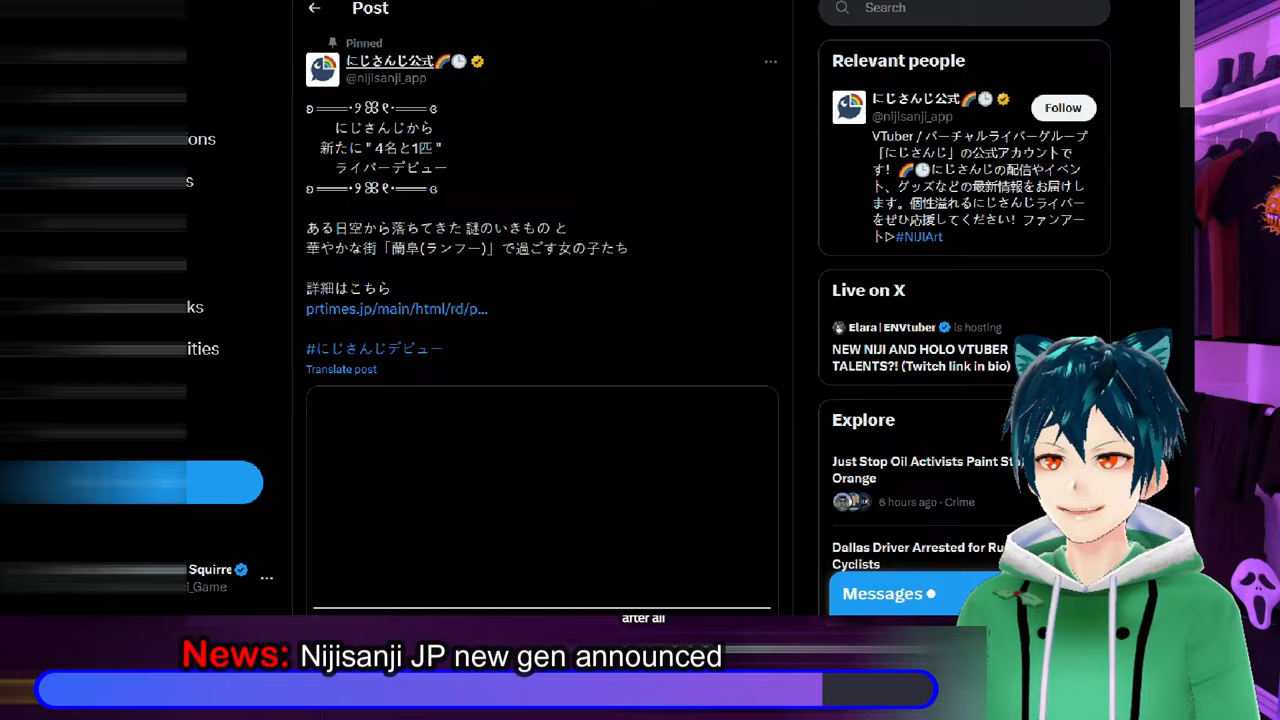 Post
Search
Pinned
にじさんじ公式🌈🕒
@nijisanji_app
ʚ═══･୨ ꕤ ୧･═══ɞ
にじさんじから
新たに " 4名と1匹 "
ライバーデビュー
ʚ═══･୨ ꕤ ୧･═══ɞ
ある日空から落ちてきた 謎のいきもの と
華やかな街「蘭阜(ランフー)」で過ごす女の子たち
詳細はこちら
prtimes.jp/main/html/rd/p...
#にじさんじデビュー
Translate post
Relevant people
にじさんじ公式🌈🕒
@nijisanji_app
Follow
VTuber / バーチャルライバーグループ
「にじさんじ」の公式アカウントで
す！🌈🕒にじさんじの配信やイベン
ト、グッズなどの最新情報をお届けし
ます。個性溢れるにじさんじライバー
をぜひ応援してください！ファンアー
ト▷#NIJIArt
Live on X
Elara | ENVtuber is hosting
NEW NIJI AND HOLO VTUBER
TALENTS?! (Twitch link in bio)
Explore
Just Stop Oil Activists Paint
Orange
6 hours ago · Crime
Dallas Driver Arrested for
Cyclists
Messages
ons
s
ks
ities
Squirre
i_Game
after all
News: Nijisanji JP new gen announced